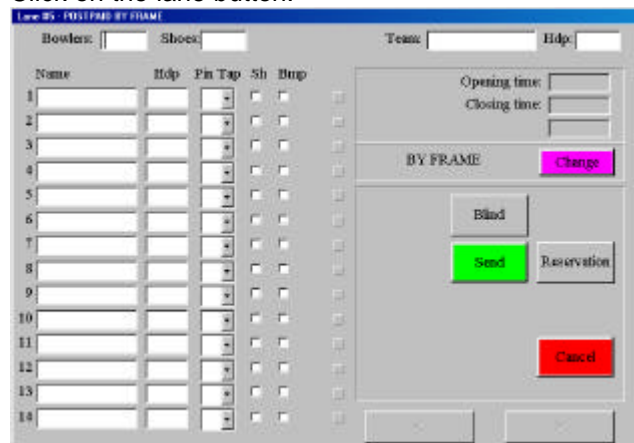 Click on the lane button.
Lane #5 - POSTPAID BY FRAME
Bowlers: Shoes: Team: Hdp:
Name Hdp Pin Tap Sh Bmp
Opening time:
Closing time:
1
2
3
4
5
6
7
8
9
10
11
12
13
14
BY FRAME Change
Blind
Send Reservation
Cancel